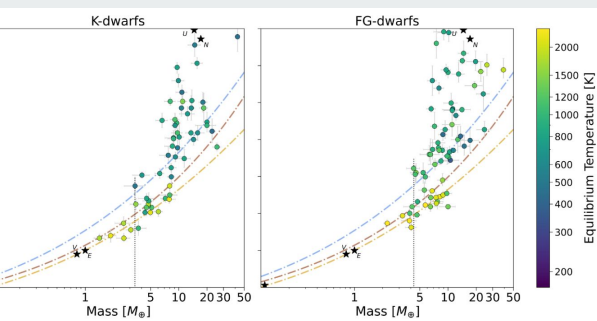 K-dwarfs
FG-dwarfs
U
N
U
N
2000
1500
1000
800
600
500
400
300
200
Equilibrium Temperature [K]
V
E
V
E
1
5
10
20 30
50
1
5
10
20 30
50
Mass [M⊕]
Mass [M⊕]